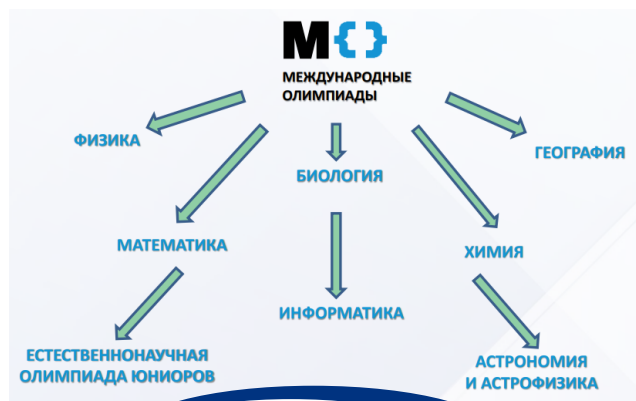 М{}
МЕЖДУНАРОДНЫЕ
ОЛИМПИАДЫ
ФИЗИКА
ГЕОГРАФИЯ
БИОЛОГИЯ
МАТЕМАТИКА
ХИМИЯ
ИНФОРМАТИКА
ЕСТЕСТВЕННОНАУЧНАЯ
ОЛИМПИАДА ЮНИОРОВ
АСТРОНОМИЯ
И АСТРОФИЗИКА